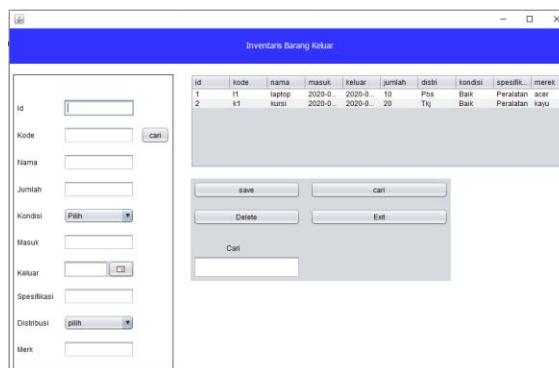 Inventaris Barang Keluar
Id
Kode
cari
Nama
Jumlah
Kondisi Pilih
Masuk
Keluar
Spesifikasi
Distribusi pilih
Merk
id kode nama masuk keluar jumlah distri kondisi spesifik... merek
1 l1 laptop 2020-0... 2020-0... 10 Pbs Baik Peralatan acer
2 k1 kursi 2020-0... 2020-0... 20 Tkj Baik Peralatan kayu
save cari
Delete Exit
Cari